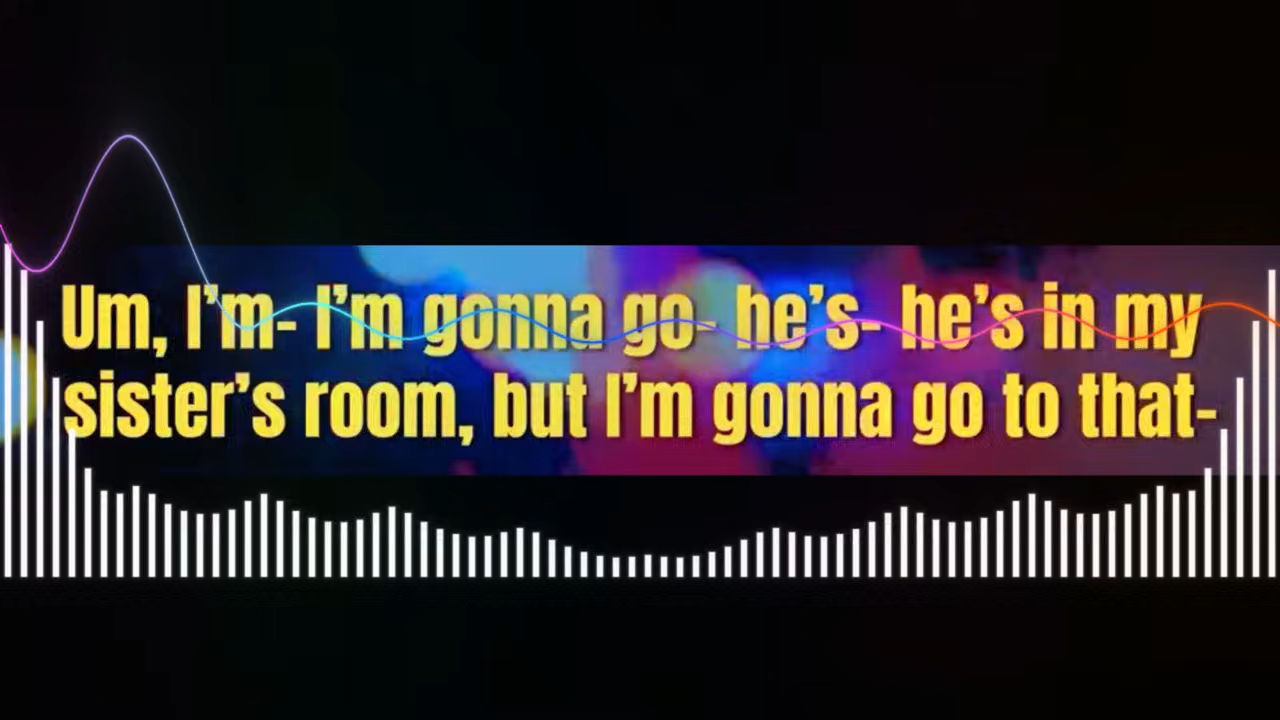 Um, I’m- I’m gonna go- he’s- he’s in my
sister’s room, but I’m gonna go to that-